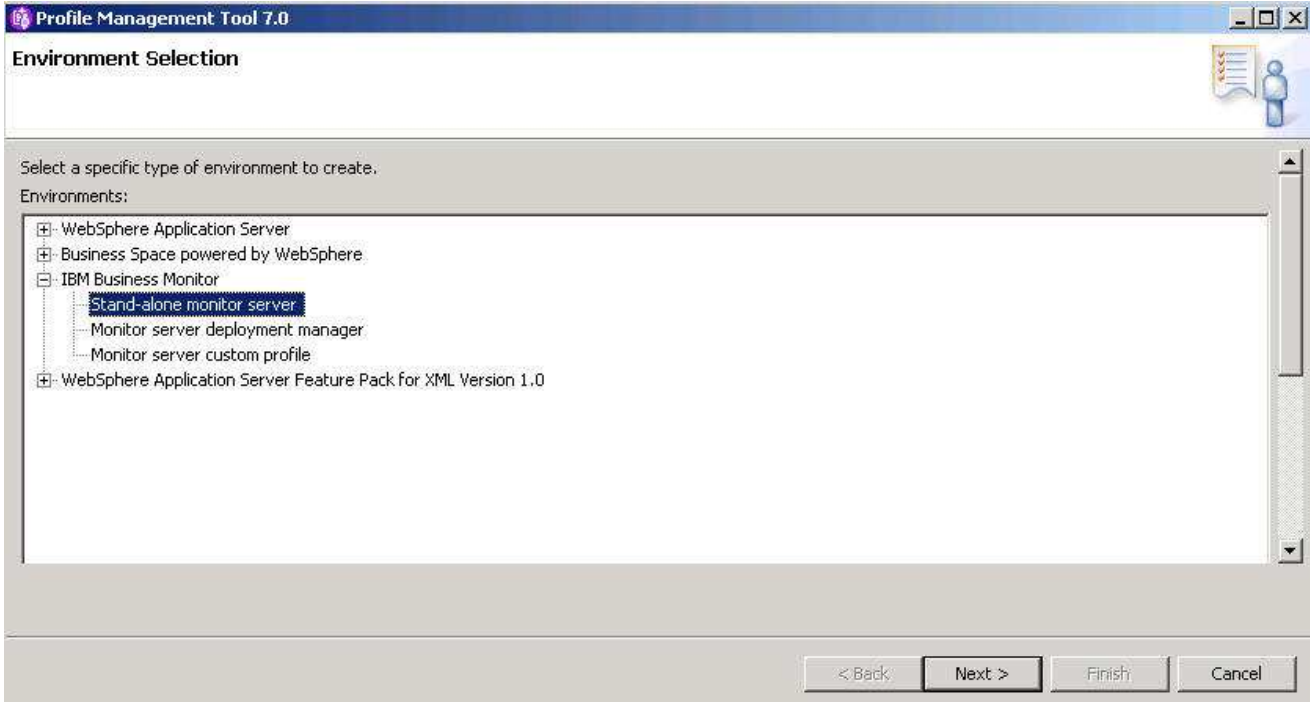 Profile Management Tool 7.0
Environment Selection
Select a specific type of environment to create.
Environments:
WebSphere Application Server
Business Space powered by WebSphere
IBM Business Monitor
Stand-alone monitor server
Monitor server deployment manager
Monitor server custom profile
WebSphere Application Server Feature Pack for XML Version 1.0
< Back Next > Finish Cancel